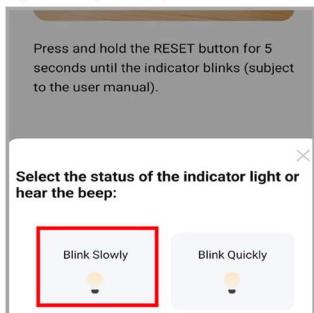 Press and hold the RESET button for 5
seconds until the indicator blinks (subject
to the user manual).
Select the status of the indicator light or
hear the beep:
Blink Slowly
Blink Quickly